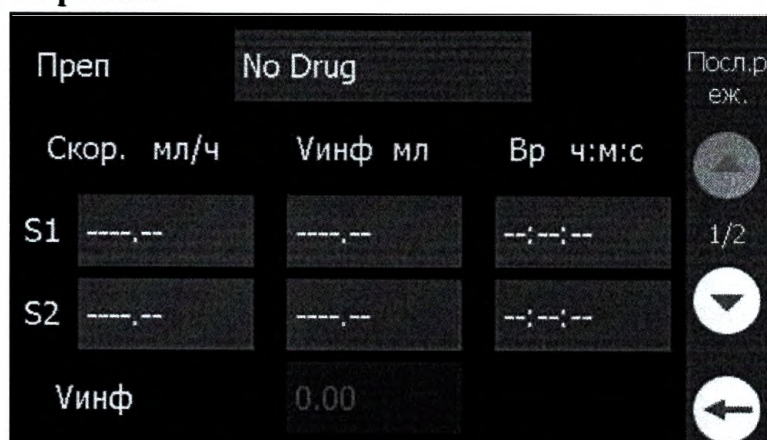 Преп No Drug
Посл.р
еж.
Скор. мл/ч Vинф мл Вр ч:м:с
S1 ----.-- ----.-- --:--:--
1/2
S2 ----.-- ----.-- --:--:--
Vинф 0.00